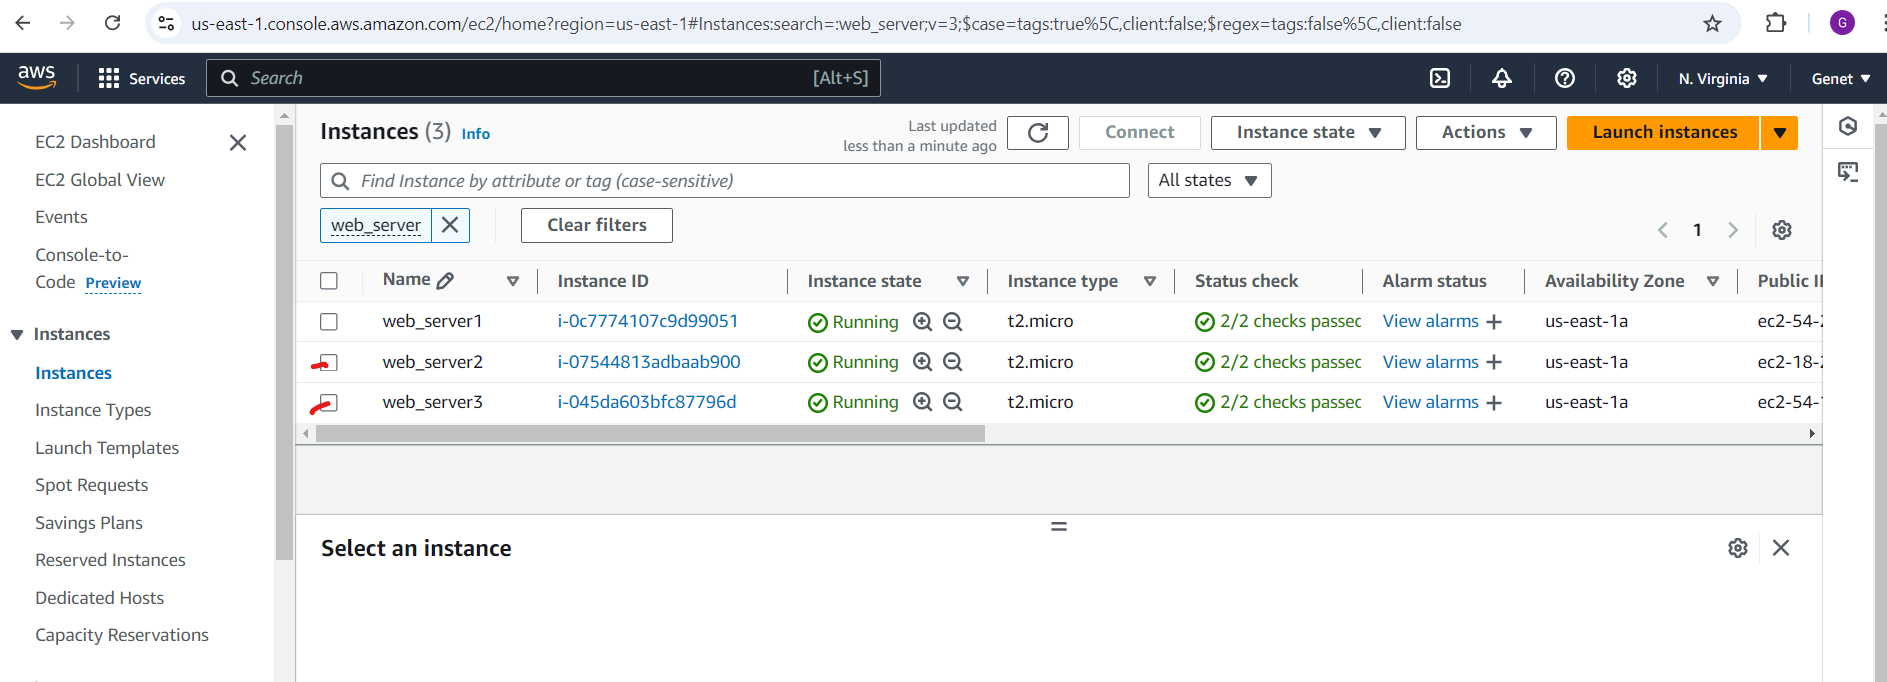 us-east-1.console.aws.amazon.com/ec2/home?region=us-east-1#Instances:search=:web_server;v=3;$case=tags:true%5C,client:false;$regex=tags:false%5C,client:false
G
aws
Services
Search
[Alt+S]
N. Virginia
Genet
EC2 Dashboard
EC2 Global View
Events
Console-to-
Code Preview
Instances
Instances
Instance Types
Launch Templates
Spot Requests
Savings Plans
Reserved Instances
Dedicated Hosts
Capacity Reservations
Instances (3) Info
Last updated
less than a minute ago
Connect
Instance state
Actions
Launch instances
Find Instance by attribute or tag (case-sensitive)
All states
web_server
Clear filters
1
Name Instance ID Instance state Instance type Status check Alarm status Availability Zone Public
web_server1 i-0c7774107c9d99051 Running t2.micro 2/2 checks passed View alarms + us-east-1a ec2-54-
web_server2 i-07544813adbaab900 Running t2.micro 2/2 checks passed View alarms + us-east-1a ec2-18-
web_server3 i-045da603bfc87796d Running t2.micro 2/2 checks passed View alarms + us-east-1a ec2-54-
Select an instance